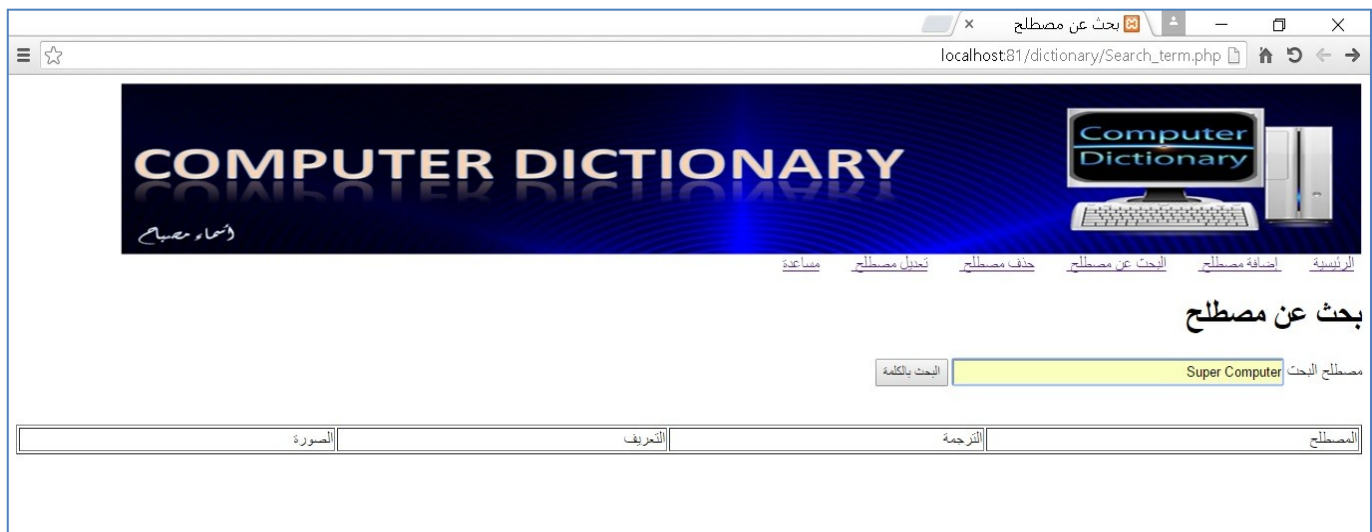 بحث عن مصطلح
localhost:81/dictionary/Search_term.php
Computer
Dictionary
COMPUTER DICTIONARY
أسماء مصباح
الرئيسية إضافة مصطلح البحث عن مصطلح حذف مصطلح تعديل مصطلح مساعدة
بحث عن مصطلح
مصطلح البحث Super Computer البحث بالكلمة
المصطلح الترجمة التعريف الصورة